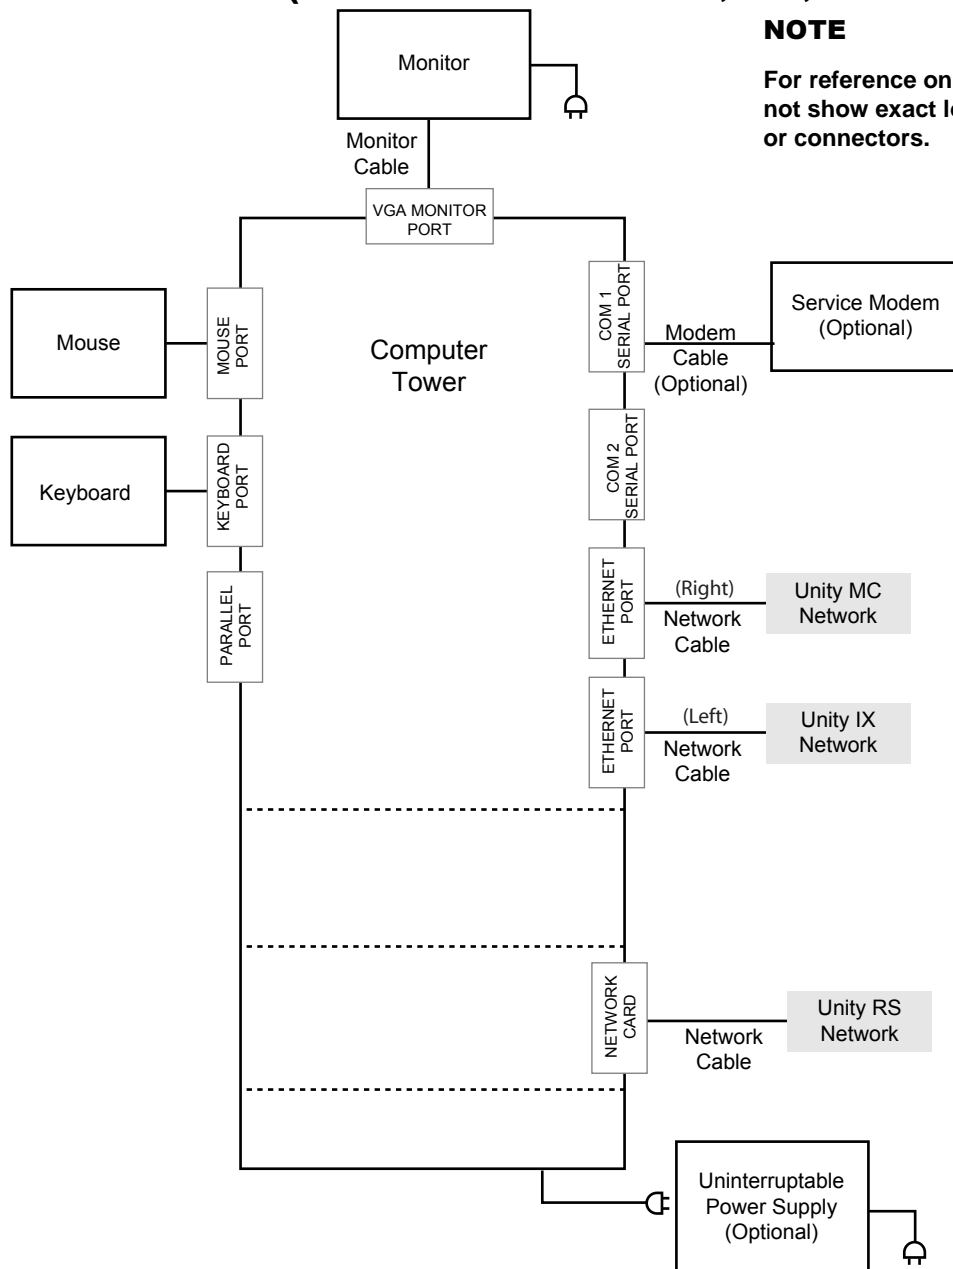 Monitor
NOTE
For reference on
not show exact
or connectors.
Monitor
Cable
VGA MONITOR
PORT
Mouse
MOUSE
PORT
Computer
Tower
COM 1
SERIAL PORT
Modem
Cable
(Optional)
Service Modem
(Optional)
Keyboard
KEYBOARD
PORT
COM 2
SERIAL PORT
PARALLEL
PORT
ETHERNET
PORT
(Right)
Network
Cable
Unity MC
Network
ETHERNET
PORT
(Left)
Network
Cable
Unity IX
Network
NETWORK
CARD
Network
Cable
Unity RS
Network
Uninterruptable
Power Supply
(Optional)